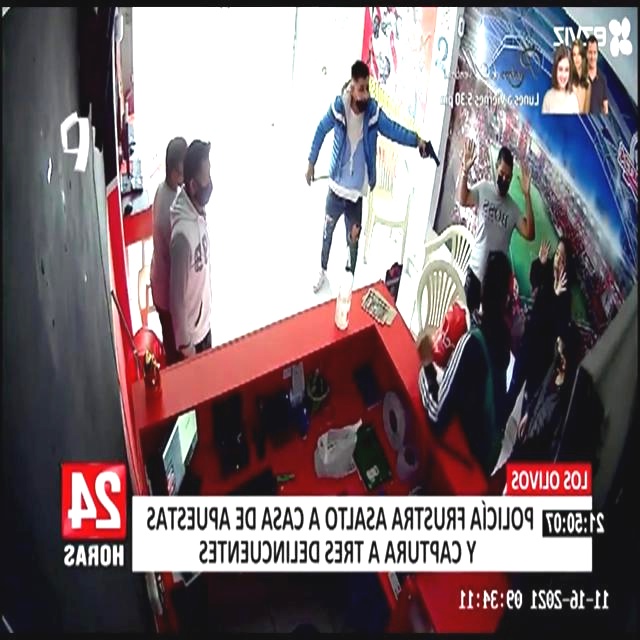 ezviz
Lunes a viernes 5:30 pm
LOS OLIVOS
21:50:07
POLICÍA FRUSTRA ASALTO A CASA DE APUESTAS
Y CAPTURA A TRES DELINCUENTES
24
HORAS
11-16-2021 09:34:11